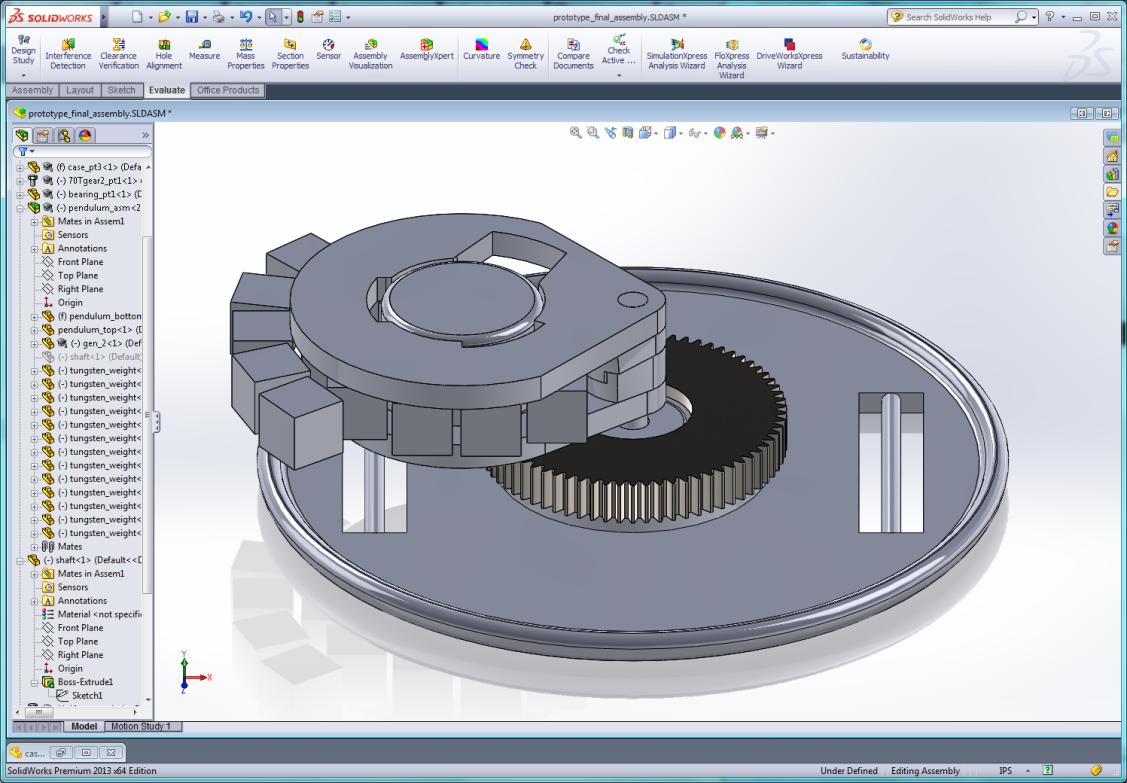 SOLIDWORKS
prototype_final_assembly.SLDASM *
Search SolidWorks Help
Design Study
Interference Detection
Clearance Verification
Hole Alignment
Measure
Mass Properties
Section Properties
Sensor
Assembly Visualization
AssemblyXpert
Curvature
Symmetry Check
Compare Documents
Check Active ...
SimulationXpress Analysis Wizard
FloXpress Analysis Wizard
DriveWorksXpress Wizard
Sustainability
Assembly
Layout
Sketch
Evaluate
Office Products
prototype_final_assembly.SLDASM *
(f) case_pt3<1> (Defa
(-) 70Tgear2_pt1<1>
(-) bearing_pt1<1> (D
(-) pendulum_asm<2
Mates in Assem1
Sensors
Annotations
Front Plane
Top Plane
Right Plane
Origin
(f) pendulum_bottom
pendulum_top<1> (D
(-) gen_2<1> (Def
(-) shaft<1> (Default
(-) tungsten_weight<
(-) tungsten_weight<
(-) tungsten_weight<
(-) tungsten_weight<
(-) tungsten_weight<
(-) tungsten_weight<
(-) tungsten_weight<
(-) tungsten_weight<
(-) tungsten_weight<
(-) tungsten_weight<
(-) tungsten_weight<
(-) tungsten_weight<
(-) tungsten_weight<
Mates
(-) shaft<1> (Default<<D
Mates in Assem1
Sensors
Annotations
Material <not specifie
Front Plane
Top Plane
Right Plane
Origin
Boss-Extrude1
Sketch1
Y
X
Z
Model
Motion Study 1
cas...
SolidWorks Premium 2013 x64 Edition
Under Defined
Editing Assembly
IPS